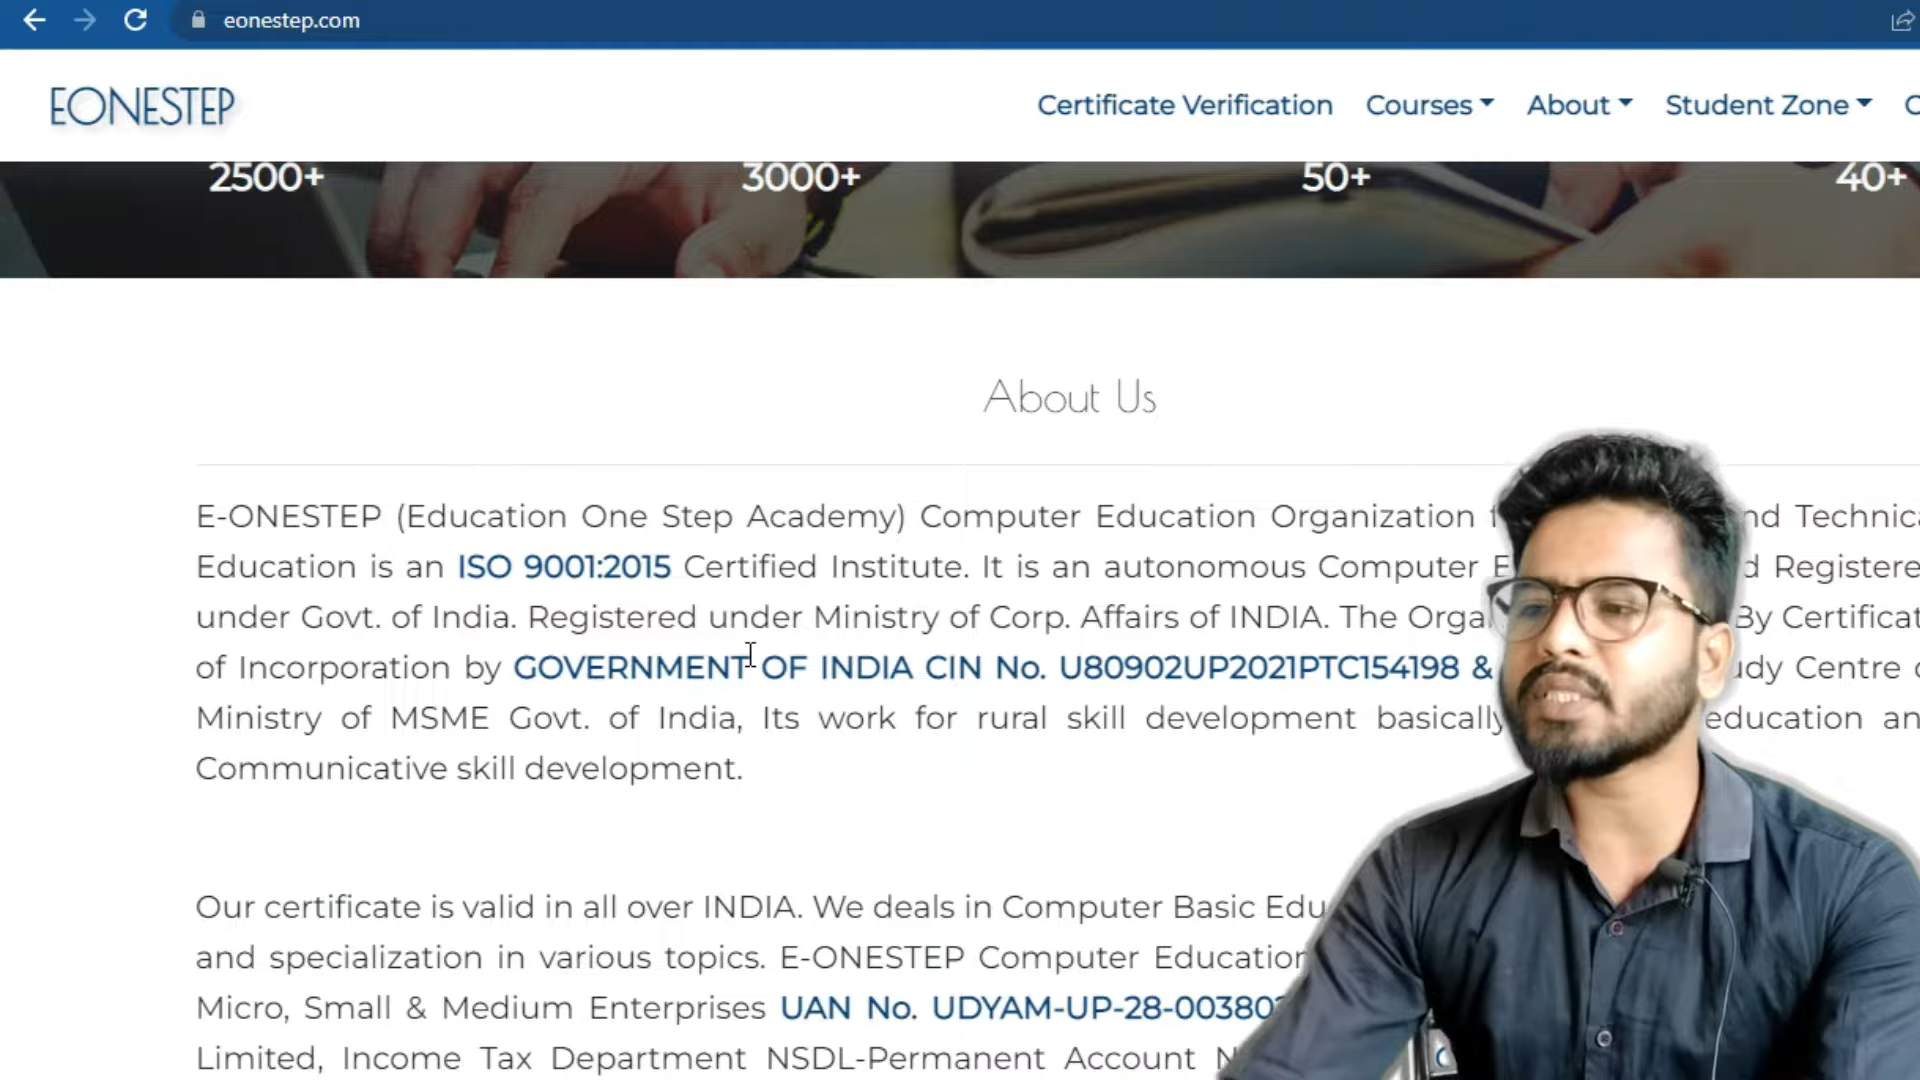 eonestep.com
EONESTEP
Certificate Verification Courses About Student Zone
2500+ 3000+ 50+ 40+
About Us
E-ONESTEP (Education One Step Academy) Computer Education Organization nd Technica
Education is an ISO 9001:2015 Certified Institute. It is an autonomous Computer E d Registere
under Govt. of India. Registered under Ministry of Corp. Affairs of INDIA. The Orga By Certificat
of Incorporation by GOVERNMENT OF INDIA CIN No. U80902UP2021PTC154198 & udy Centre
Ministry of MSME Govt. of India, Its work for rural skill development basically education an
Communicative skill development.
Our certificate is valid in all over INDIA. We deals in Computer Basic Edu
and specialization in various topics. E-ONESTEP Computer Education
Micro, Small & Medium Enterprises UAN No. UDYAM-UP-28-00380
Limited, Income Tax Department NSDL-Permanent Account N